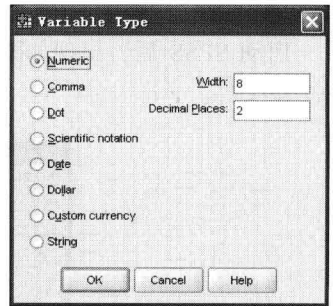 Variable Type
Numeric
Comma
Dot
Scientific notation
Date
Dollar
Custom currency
String
Width: 8
Decimal Places: 2
OK Cancel Help